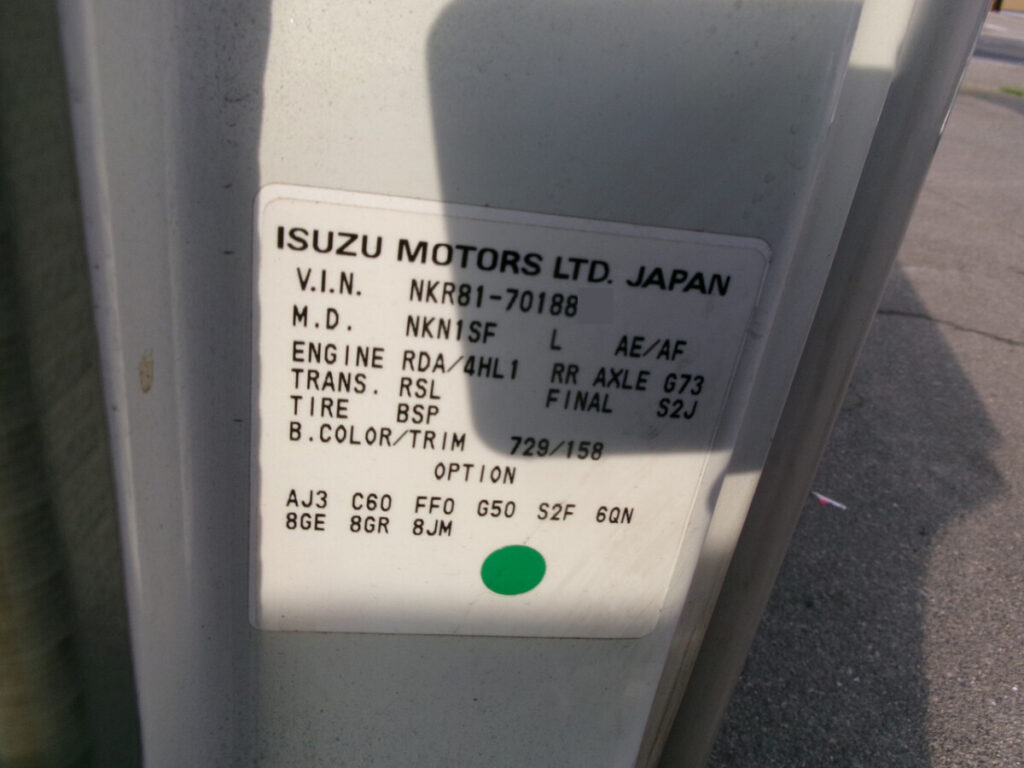 ISUZU MOTORS LTD. JAPAN
V.I.N. NKR81-70188
M.D. NKN1SF L AE/AF
ENGINE RDA/4HL1 RR AXLE G73
TRANS. RSL FINAL S2J
TIRE BSP
B.COLOR/TRIM 729/158
OPTION
AJ3 C60 FF0 G50 S2F 6QN
8GE 8GR 8JM